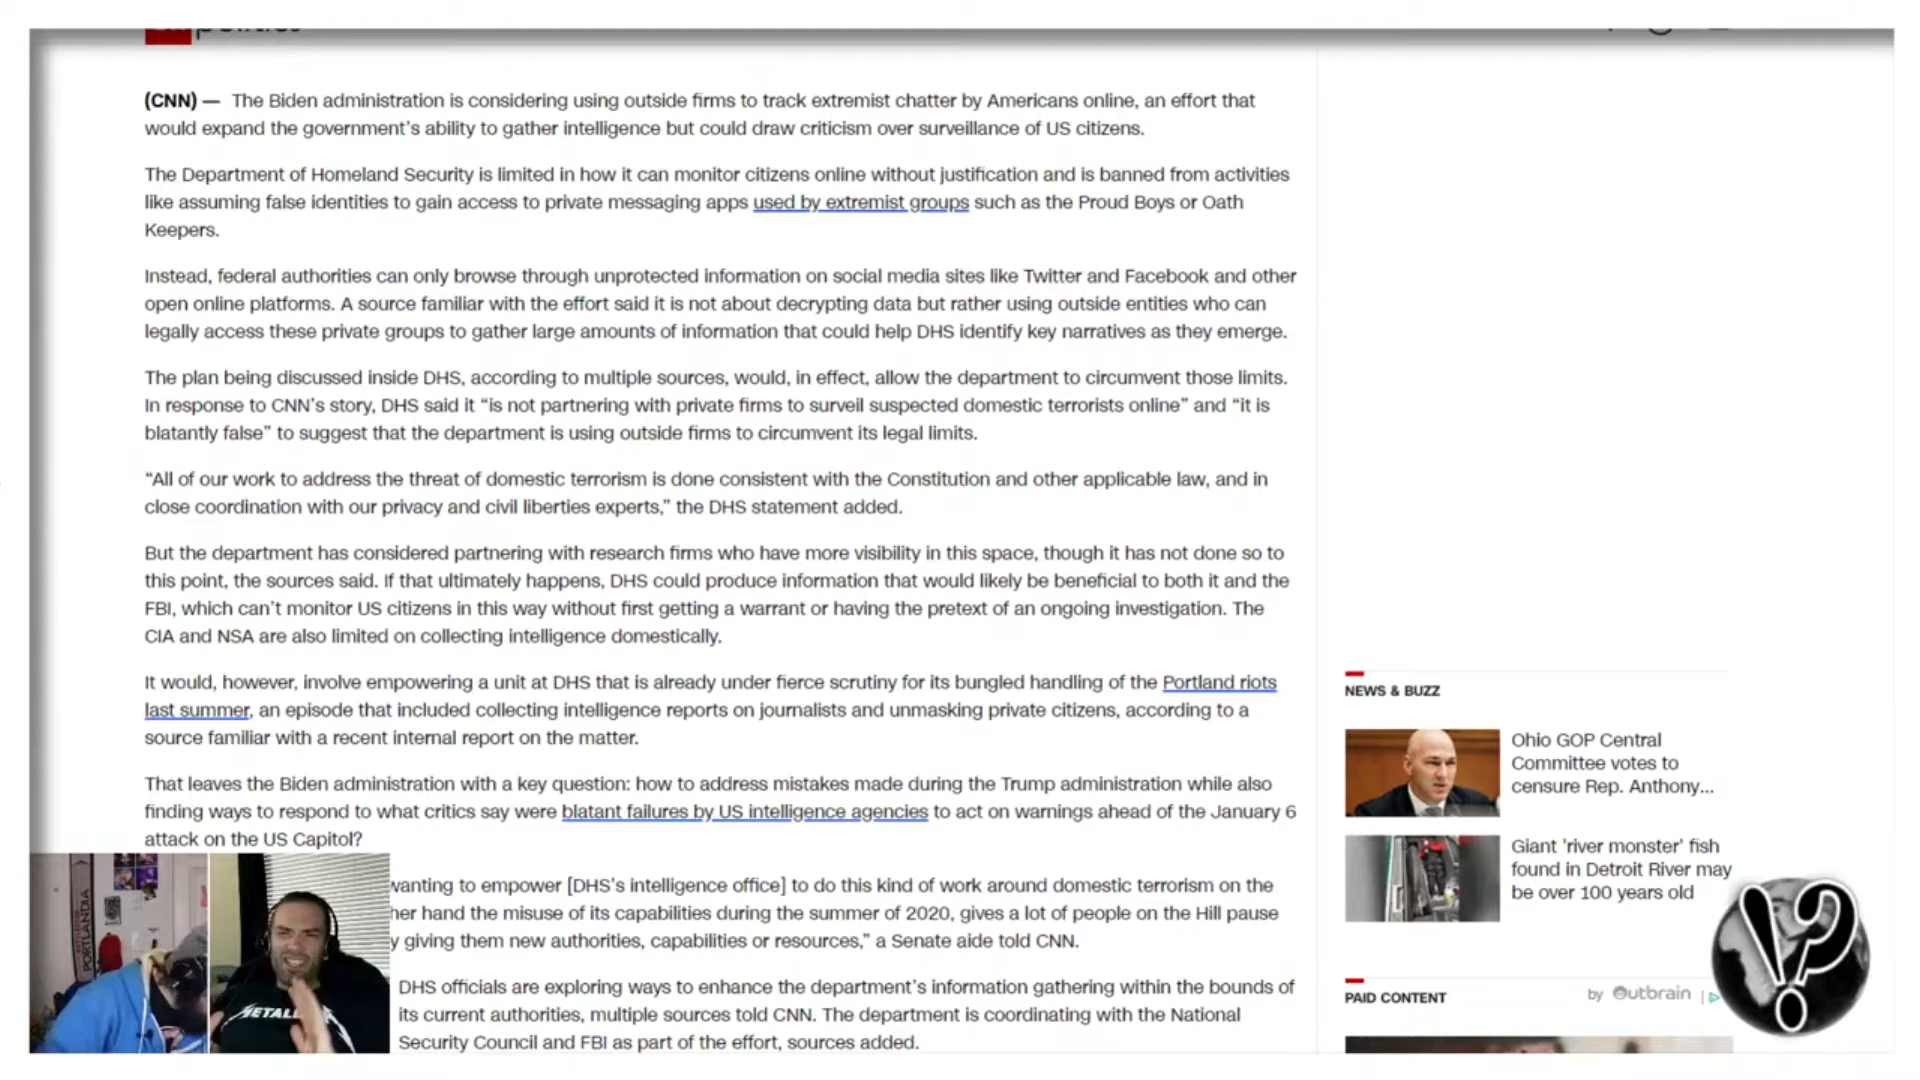 (CNN) — The Biden administration is considering using outside firms to track extremist chatter by Americans online, an effort that
would expand the government's ability to gather intelligence but could draw criticism over surveillance of US citizens.
The Department of Homeland Security is limited in how it can monitor citizens online without justification and is banned from activities
like assuming false identities to gain access to private messaging apps used by extremist groups such as the Proud Boys or Oath
Keepers.
Instead, federal authorities can only browse through unprotected information on social media sites like Twitter and Facebook and other
open online platforms. A source familiar with the effort said it is not about decrypting data but rather using outside entities who can
legally access these private groups to gather large amounts of information that could help DHS identify key narratives as they emerge.
The plan being discussed inside DHS, according to multiple sources, would, in effect, allow the department to circumvent those limits.
In response to CNN's story, DHS said it “is not partnering with private firms to surveil suspected domestic terrorists online” and “it is
blatantly false” to suggest that the department is using outside firms to circumvent its legal limits.
“All of our work to address the threat of domestic terrorism is done consistent with the Constitution and other applicable law, and in
close coordination with our privacy and civil liberties experts,” the DHS statement added.
But the department has considered partnering with research firms who have more visibility in this space, though it has not done so to
this point, the sources said. If that ultimately happens, DHS could produce information that would likely be beneficial to both it and the
FBI, which can't monitor US citizens in this way without first getting a warrant or having the pretext of an ongoing investigation. The
CIA and NSA are also limited on collecting intelligence domestically.
It would, however, involve empowering a unit at DHS that is already under fierce scrutiny for its bungled handling of the Portland riots
last summer, an episode that included collecting intelligence reports on journalists and unmasking private citizens, according to a
source familiar with a recent internal report on the matter.
That leaves the Biden administration with a key question: how to address mistakes made during the Trump administration while also
finding ways to respond to what critics say were blatant failures by US intelligence agencies to act on warnings ahead of the January 6
attack on the US Capitol?
wanting to empower [DHS's intelligence office] to do this kind of work around domestic terrorism on the
her hand the misuse of its capabilities during the summer of 2020, gives a lot of people on the Hill pause
y giving them new authorities, capabilities or resources,” a Senate aide told CNN.
DHS officials are exploring ways to enhance the department's information gathering within the bounds of
its current authorities, multiple sources told CNN. The department is coordinating with the National
Security Council and FBI as part of the effort, sources added.
NEWS & BUZZ
Ohio GOP Central
Committee votes to
censure Rep. Anthony...
Giant 'river monster' fish
found in Detroit River may
be over 100 years old
PAID CONTENT
by Outbrain
PORTLANDIA
METALL
!?